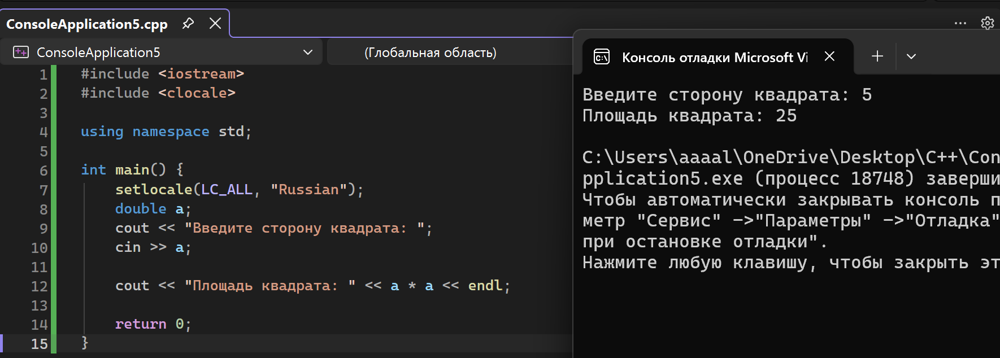 ConsoleApplication5.cpp
ConsoleApplication5
(Глобальная область)
1 #include <iostream>
2 #include <clocale>
3
4 using namespace std;
5
6 int main() {
7 setlocale(LC_ALL, "Russian");
8 double a;
9 cout << "Введите сторону квадрата: ";
10 cin >> a;
11
12 cout << "Площадь квадрата: " << a * a << endl;
13
14 return 0;
15 }
Консоль отладки Microsoft Vi
Введите сторону квадрата: 5
Площадь квадрата: 25
C:\Users\aaaal\OneDrive\Desktop\C++\Con
pplication5.exe (процесс 18748) заверши
Чтобы автоматически закрывать консоль п
метр "Сервис" ->"Параметры" ->"Отладка"
при остановке отладки".
Нажмите любую клавишу, чтобы закрыть эт